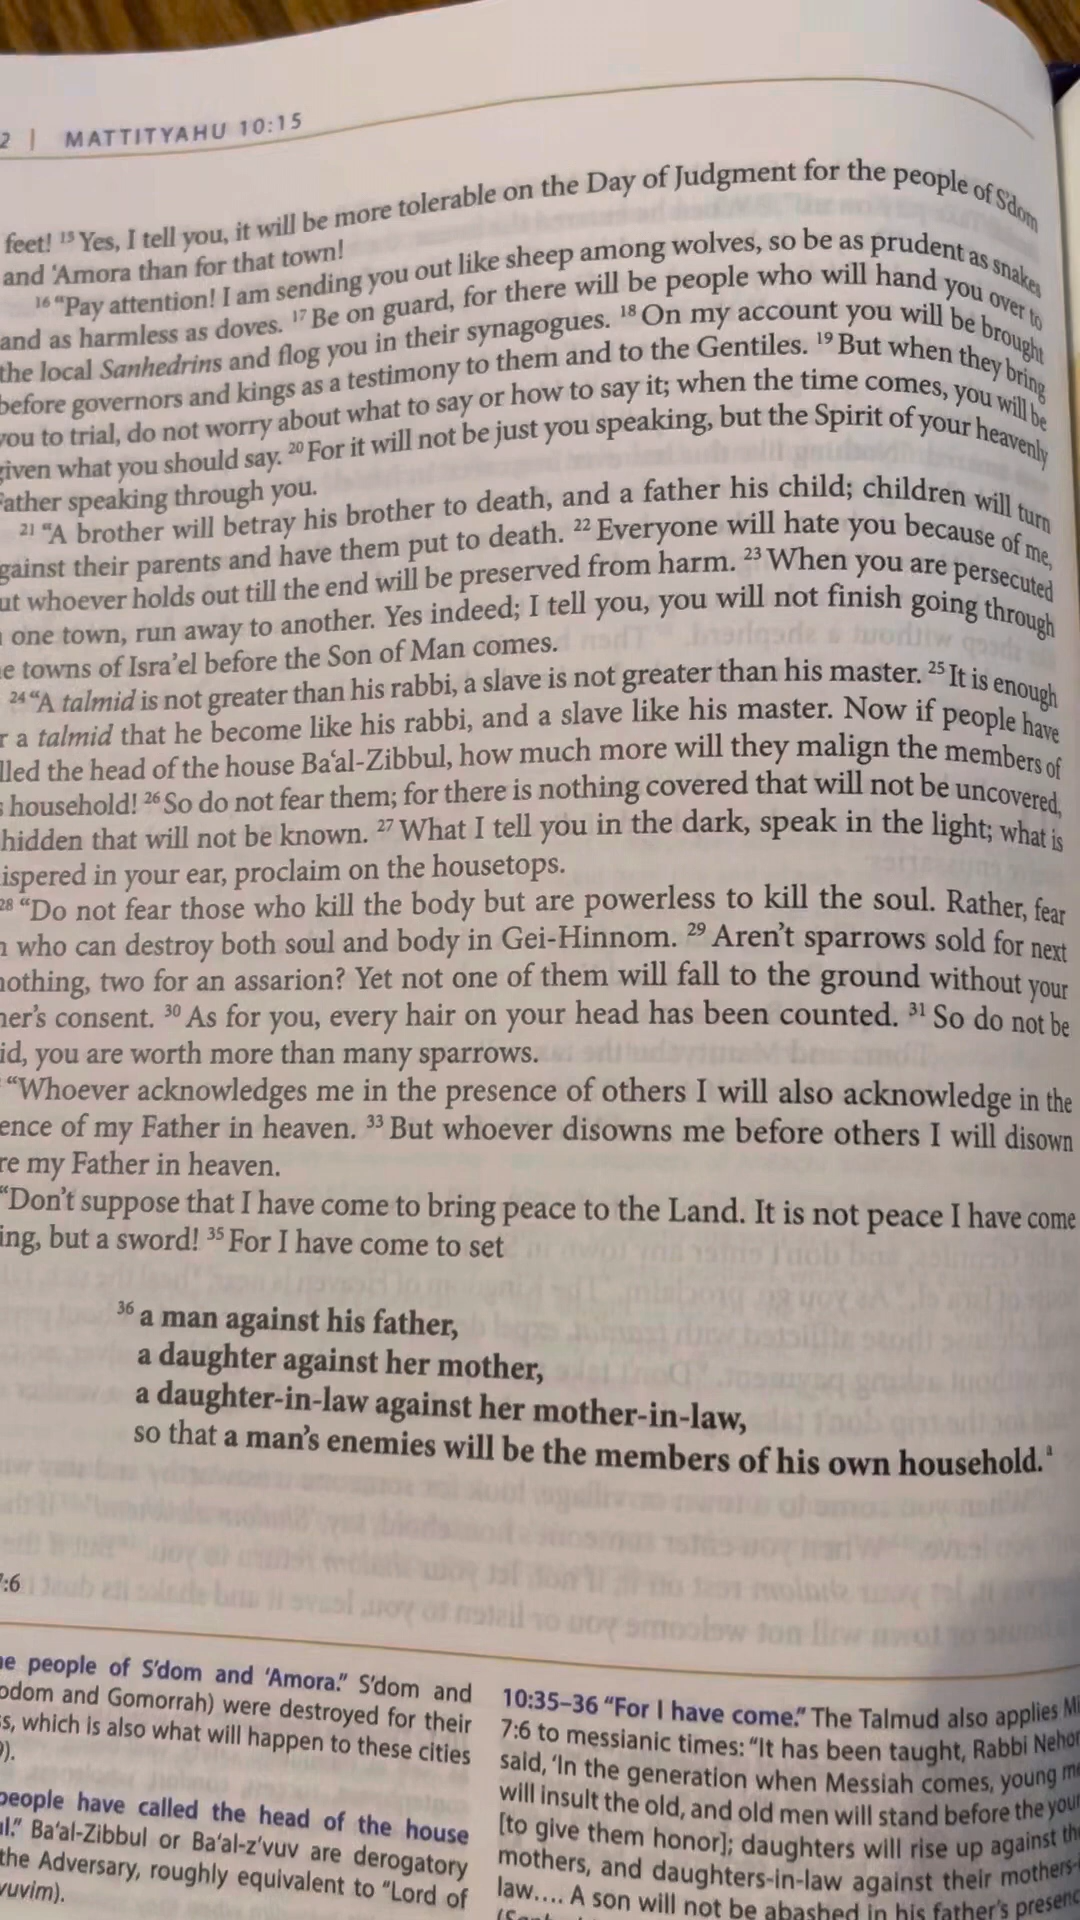 2 | MATTITYAHU 10:15
feet! 15 Yes, I tell you, it will be more tolerable on the Day of Judgment for the people of S'dom
and 'Amora than for that town!
16 “Pay attention! I am sending you out like sheep among wolves, so be as prudent as snakes
and as harmless as doves. 17 Be on guard, for there will be people who will hand you over to
the local Sanhedrins and flog you in their synagogues. 18 On my account you will be brought
before governors and kings as a testimony to them and to the Gentiles. 19 But when they bring
you to trial, do not worry about what to say or how to say it; when the time comes, you will be
given what you should say. 20 For it will not be just you speaking, but the Spirit of your heavenly
Father speaking through you.
21 “A brother will betray his brother to death, and a father his child; children will turn
gainst their parents and have them put to death. 22 Everyone will hate you because of me,
ut whoever holds out till the end will be preserved from harm. 23 When you are persecuted
one town, run away to another. Yes indeed; I tell you, you will not finish going through
e towns of Isra'el before the Son of Man comes.
24 “A talmid is not greater than his rabbi, a slave is not greater than his master. 25 It is enough
r a talmid that he become like his rabbi, and a slave like his master. Now if people have
lled the head of the house Ba'al-Zibbul, how much more will they malign the members of
s household! 26 So do not fear them; for there is nothing covered that will not be uncovered,
hidden that will not be known. 27 What I tell you in the dark, speak in the light; what is
ispered in your ear, proclaim on the housetops.
28 “Do not fear those who kill the body but are powerless to kill the soul. Rather, fear
who can destroy both soul and body in Gei-Hinnom. 29 Aren't sparrows sold for next
nothing, two for an assarion? Yet not one of them will fall to the ground without your
her's consent. 30 As for you, every hair on your head has been counted. 31 So do not be
id, you are worth more than many sparrows.
“Whoever acknowledges me in the presence of others I will also acknowledge in the
ence of my Father in heaven. 33 But whoever disowns me before others I will disown
re my Father in heaven.
“Don't suppose that I have come to bring peace to the Land. It is not peace I have come
ing, but a sword! 35 For I have come to set
36 a man against his father,
a daughter against her mother,
a daughter-in-law against her mother-in-law,
so that a man's enemies will be the members of his own household.a
7:6
e people of S'dom and 'Amora.” S'dom and
odom and Gomorrah) were destroyed for their
s, which is also what will happen to these cities
).
people have called the head of the house
l.” Ba'al-Zibbul or Ba'al-z'vuv are derogatory
the Adversary, roughly equivalent to “Lord of
vuvim).
10:35–36 “For I have come.” The Talmud also applies Mi
7:6 to messianic times: “It has been taught, Rabbi Nehor
said, ‘In the generation when Messiah comes, young me
will insult the old, and old men will stand before the your
[to give them honor]; daughters will rise up against th
mothers, and daughters-in-law against their mothers-
law.... A son will not be abashed in his father's presenc